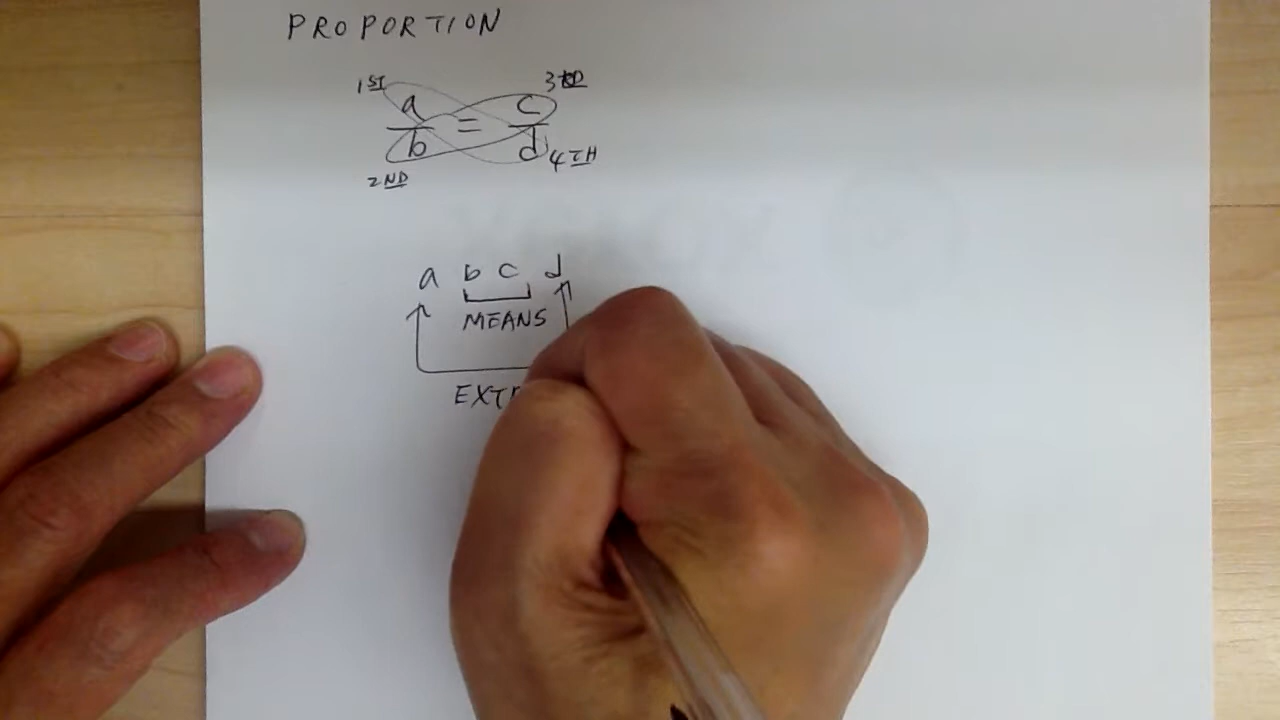 PROPORTION
1ST 3RD
a = c
b d
2ND 4TH
a b c d
MEANS